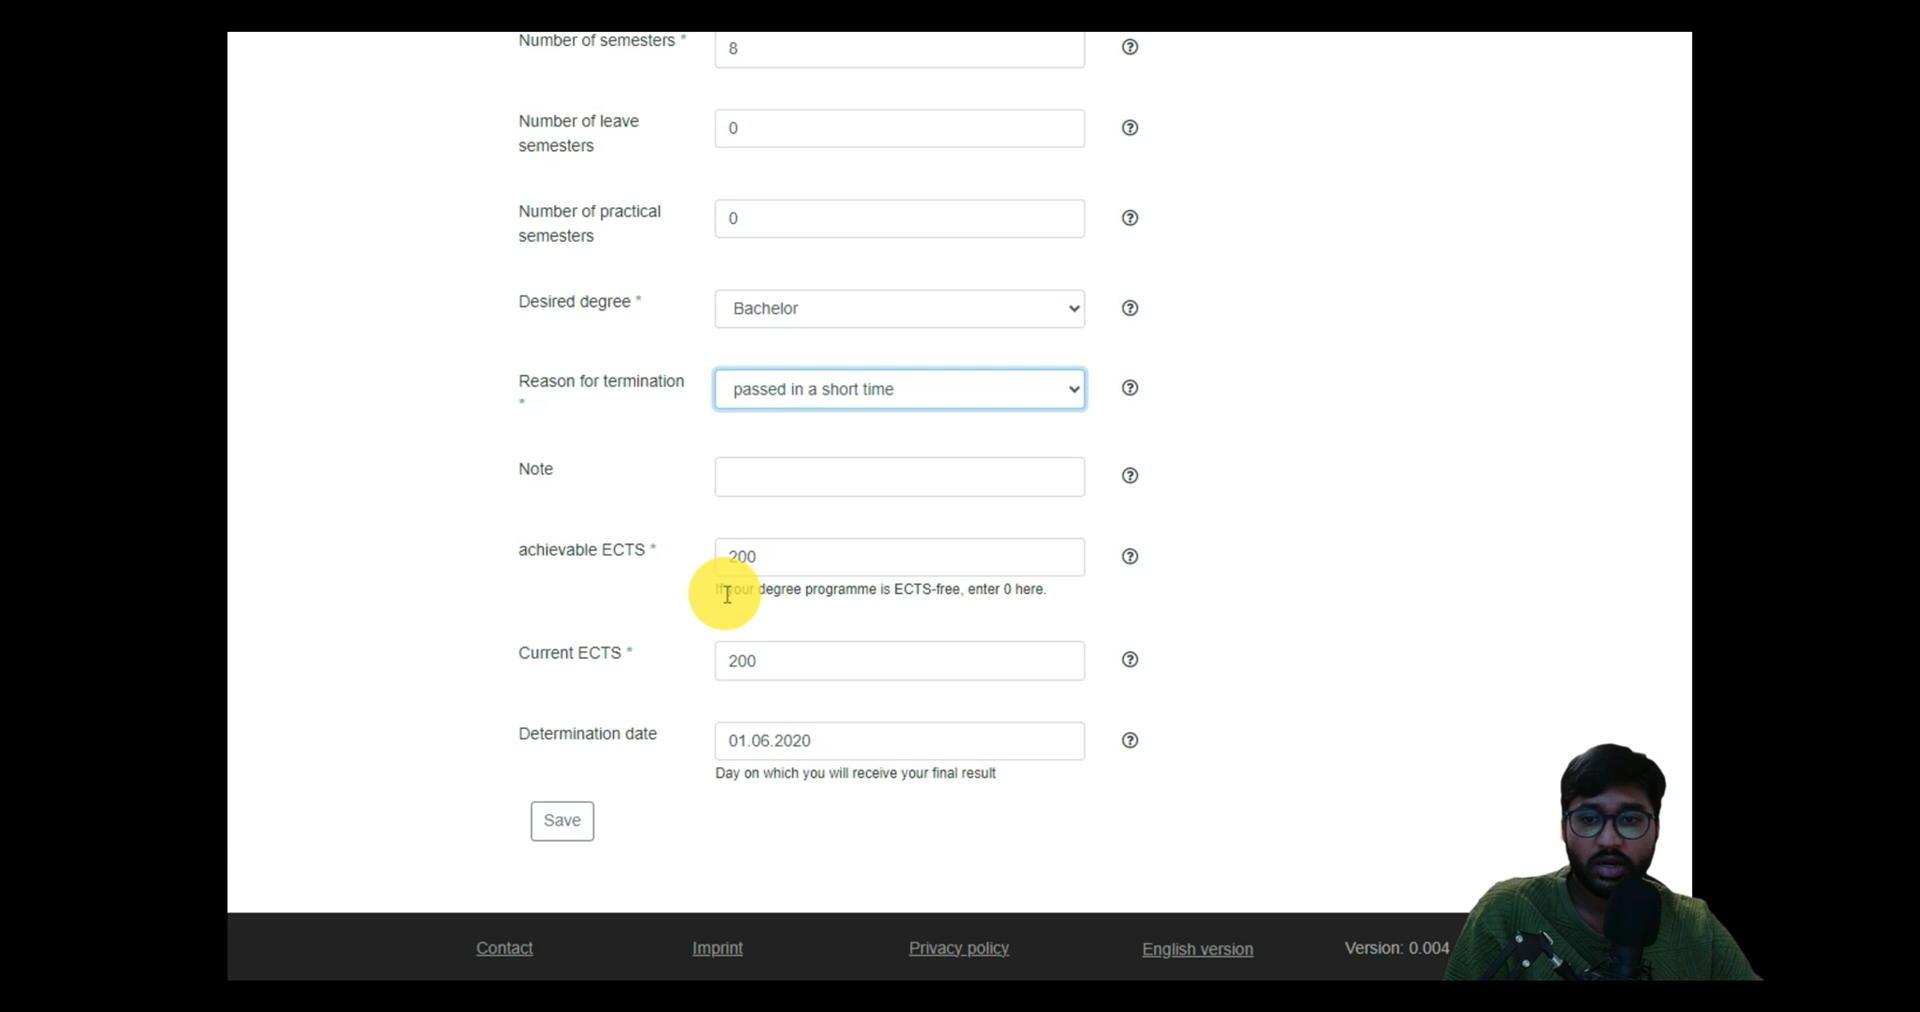 Number of semesters *
8
Number of leave
semesters
0
Number of practical
semesters
0
Desired degree *
Bachelor
Reason for termination
*
passed in a short time
Note
achievable ECTS *
200
If your degree programme is ECTS-free, enter 0 here.
Current ECTS *
200
Determination date
01.06.2020
Day on which you will receive your final result
Save
Contact
Imprint
Privacy policy
English version
Version: 0.004